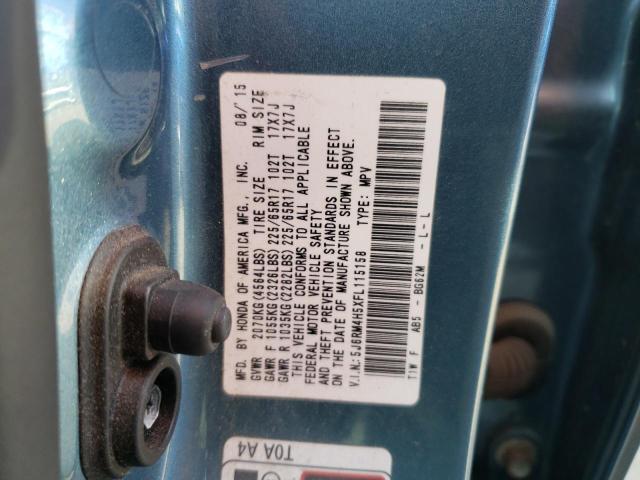 MFD. BY HONDA OF AMERICA MFG., INC. 08/'15
GVWR 2070KG(4564LBS) TIRE SIZE RIM SIZE
GAWR F 1055KG(2326LBS) 225/65R17 102T 17X7J
GAWR R 1035KG(2282LBS) 225/65R17 102T 17X7J
THIS VEHICLE CONFORMS TO ALL APPLICABLE
FEDERAL MOTOR VEHICLE SAFETY
AND THEFT PREVENTION STANDARDS IN EFFECT
ON THE DATE OF MANUFACTURE SHOWN ABOVE.
V.I.N.:5J6RM4H5XFL115158 TYPE: MPV
T1W F AB5 - BG62M - L - L
T0A A4